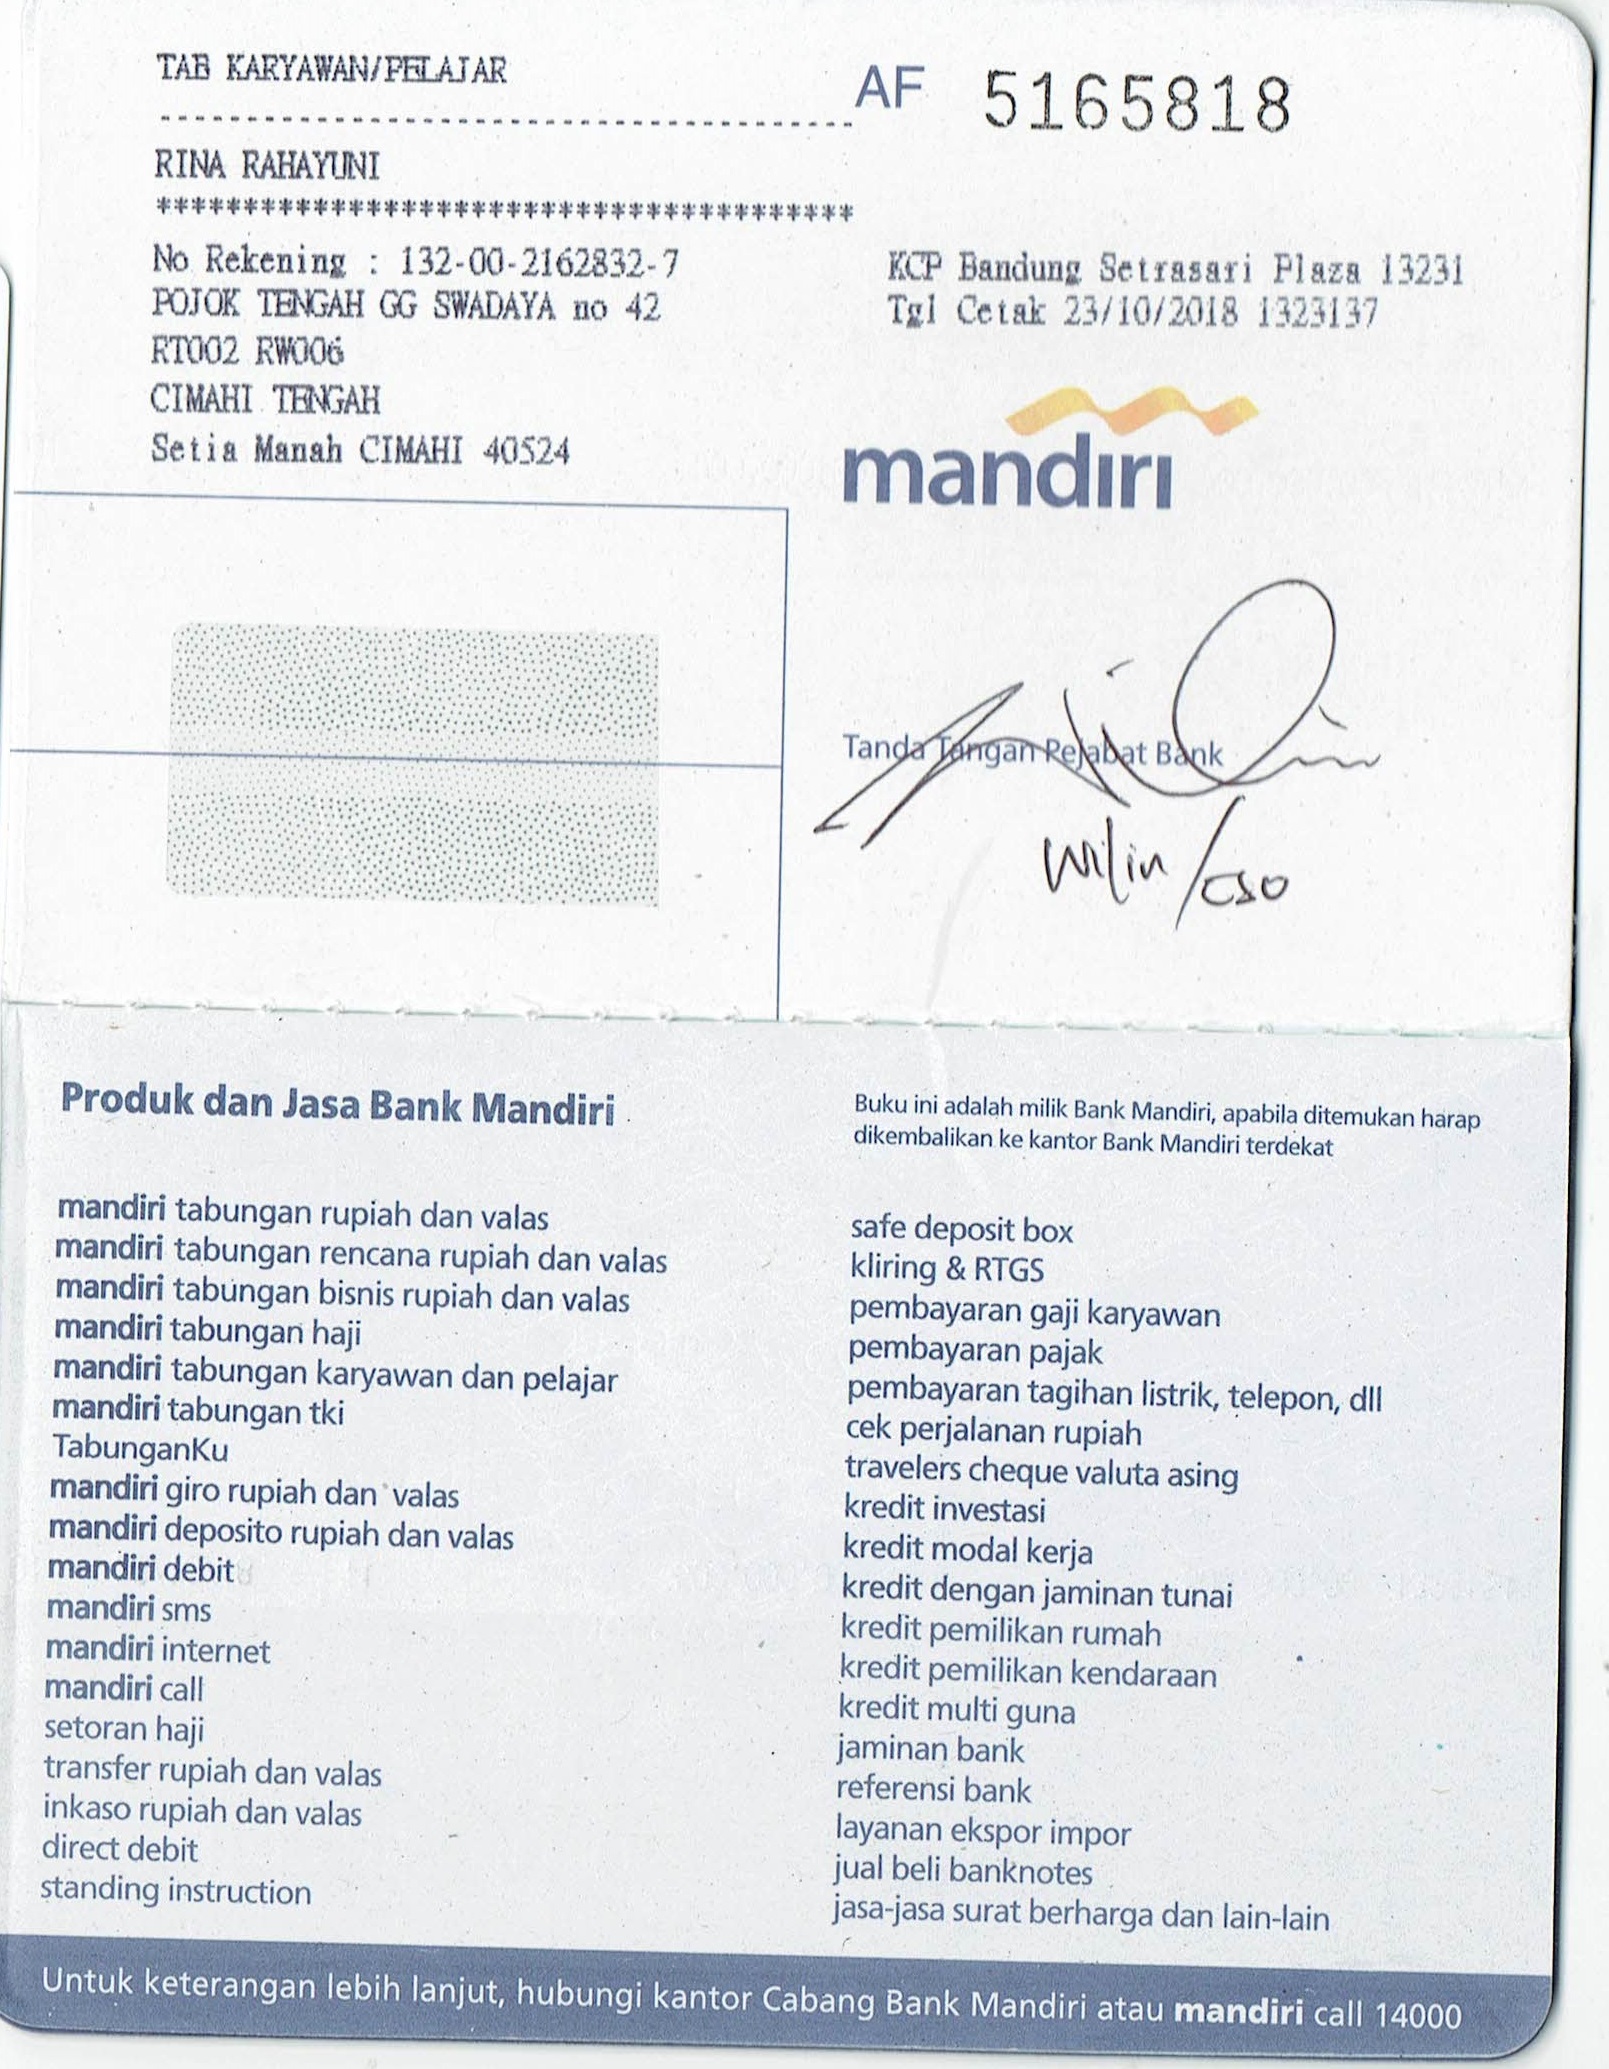 TAB KARYAWAN/PELAJAR
AF 5165818
RINA RAHAYUNI
****************************************
No Rekening : 132-00-2162832-7
POJOK TENGAH GG SWADAYA no 42
RT002 RW006
CIMAHI TENGAH
Setia Manah CIMAHI 40524
KCP Bandung Setrasari Plaza 13231
Tgl Cetak 23/10/2018 1323137
mandiri
Tanda Tangan Pejabat Bank
Wilin/CSO
Produk dan Jasa Bank Mandiri
mandiri tabungan rupiah dan valas
mandiri tabungan rencana rupiah dan valas
mandiri tabungan bisnis rupiah dan valas
mandiri tabungan haji
mandiri tabungan karyawan dan pelajar
mandiri tabungan tki
TabunganKu
mandiri giro rupiah dan valas
mandiri deposito rupiah dan valas
mandiri debit
mandiri sms
mandiri internet
mandiri call
setoran haji
transfer rupiah dan valas
inkaso rupiah dan valas
direct debit
standing instruction
Buku ini adalah milik Bank Mandiri, apabila ditemukan harap
dikembalikan ke kantor Bank Mandiri terdekat
safe deposit box
kliring & RTGS
pembayaran gaji karyawan
pembayaran pajak
pembayaran tagihan listrik, telepon, dll
cek perjalanan rupiah
travelers cheque valuta asing
kredit investasi
kredit modal kerja
kredit dengan jaminan tunai
kredit pemilikan rumah
kredit pemilikan kendaraan
kredit multi guna
jaminan bank
referensi bank
layanan ekspor impor
jual beli banknotes
jasa-jasa surat berharga dan lain-lain
Untuk keterangan lebih lanjut, hubungi kantor Cabang Bank Mandiri atau mandiri call 14000